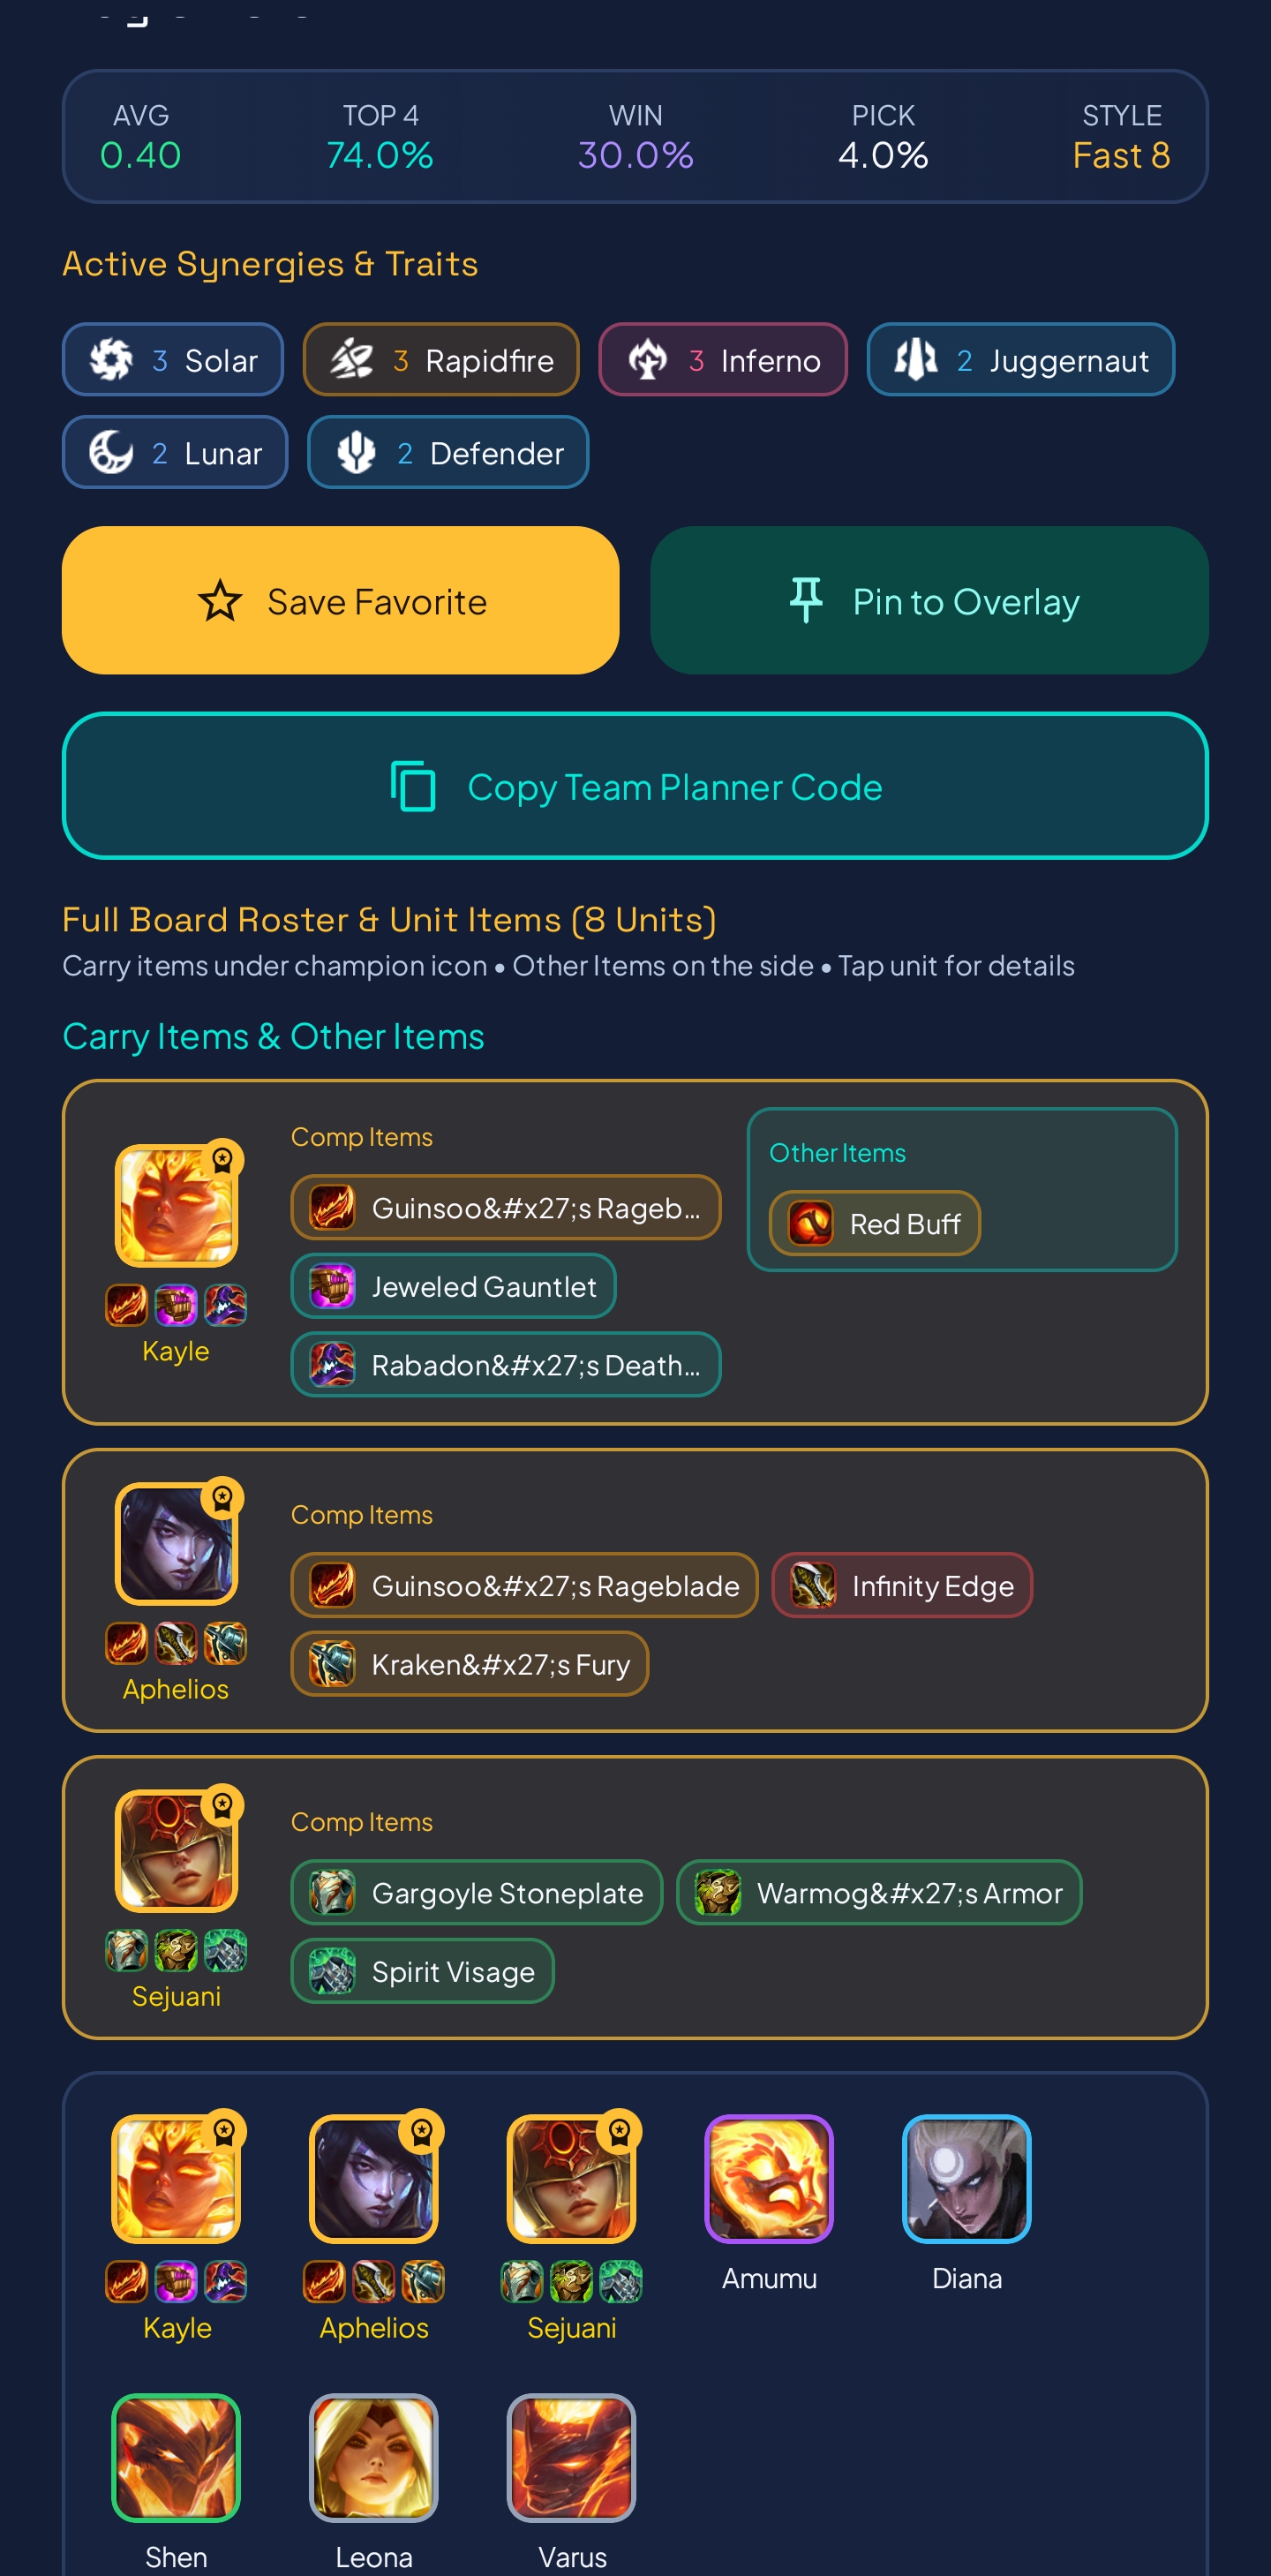 AVG TOP 4 WIN PICK STYLE
0.40 74.0% 30.0% 4.0% Fast 8
Active Synergies & Traits
3 Solar 3 Rapidfire 3 Inferno 2 Juggernaut
2 Lunar 2 Defender
Save Favorite Pin to Overlay
Copy Team Planner Code
Full Board Roster & Unit Items (8 Units)
Carry items under champion icon • Other Items on the side • Tap unit for details
Carry Items & Other Items
Comp Items
Other Items
Guinsoo&#x27;s Rageb...
Red Buff
Jeweled Gauntlet
Kayle
Rabadon&#x27;s Death...
Comp Items
Guinsoo&#x27;s Rageblade Infinity Edge
Kraken&#x27;s Fury
Aphelios
Comp Items
Gargoyle Stoneplate Warmog&#x27;s Armor
Spirit Visage
Sejuani
Amumu Diana
Kayle Aphelios Sejuani
Shen Leona Varus